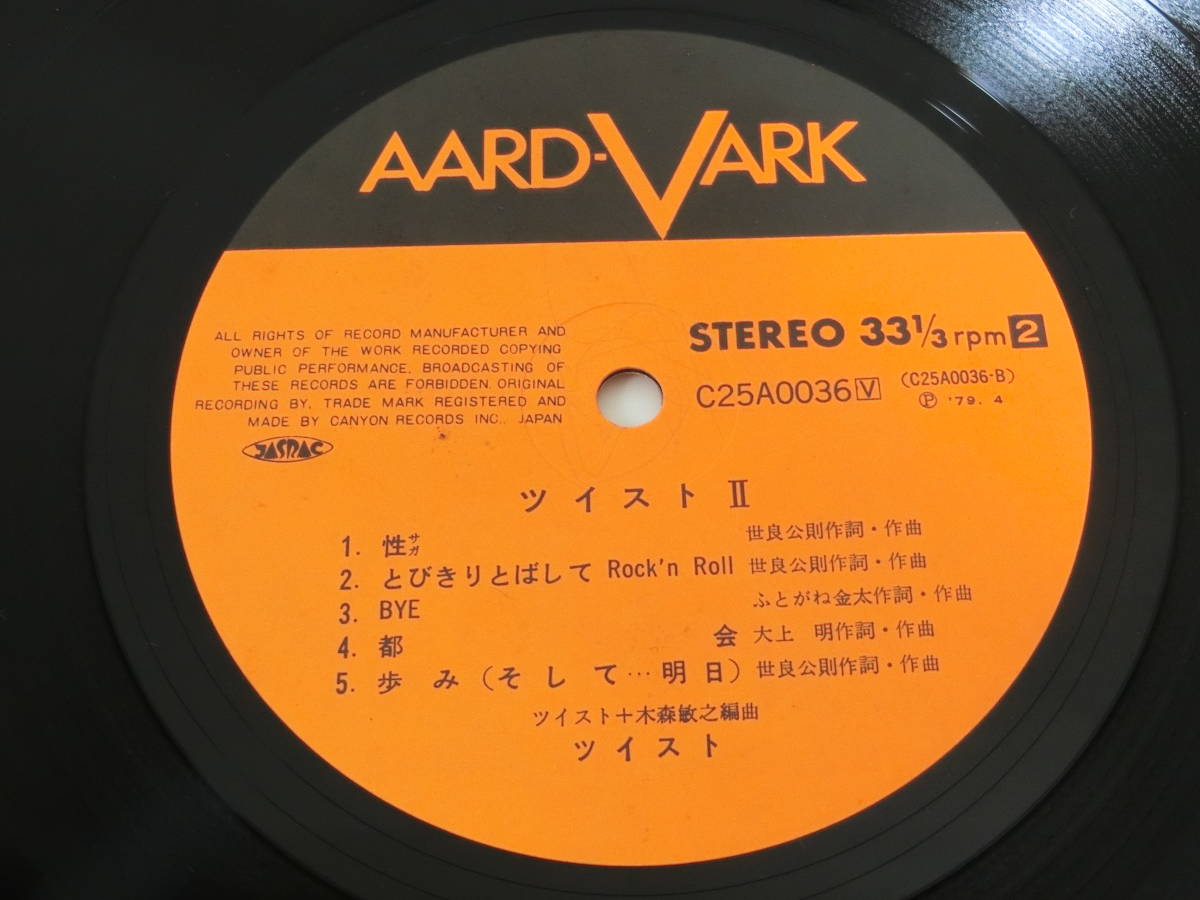 AARD-VARK
ALL RIGHTS OF RECORD MANUFACTURER AND
OWNER OF THE WORK RECORDED COPYING
PUBLIC PERFORMANCE, BROADCASTING OF
THESE RECORDS ARE FORBIDDEN. ORIGINAL
RECORDING BY, TRADE MARK REGISTERED AND
MADE BY CANYON RECORDS INC., JAPAN
JASRAC
STEREO 33 1/3 rpm 2
C25A0036 V (C25A0036-B)
Ⓟ '79. 4
ツイスト II
1. 性 サガ 世良公則作詞・作曲
2. とびきりとばして Rock'n Roll 世良公則作詞・作曲
3. BYE ふとがね金太作詞・作曲
4. 都会 大上 明作詞・作曲
5. 歩み(そして…明日) 世良公則作詞・作曲
ツイスト+木森敏之編曲
ツイスト